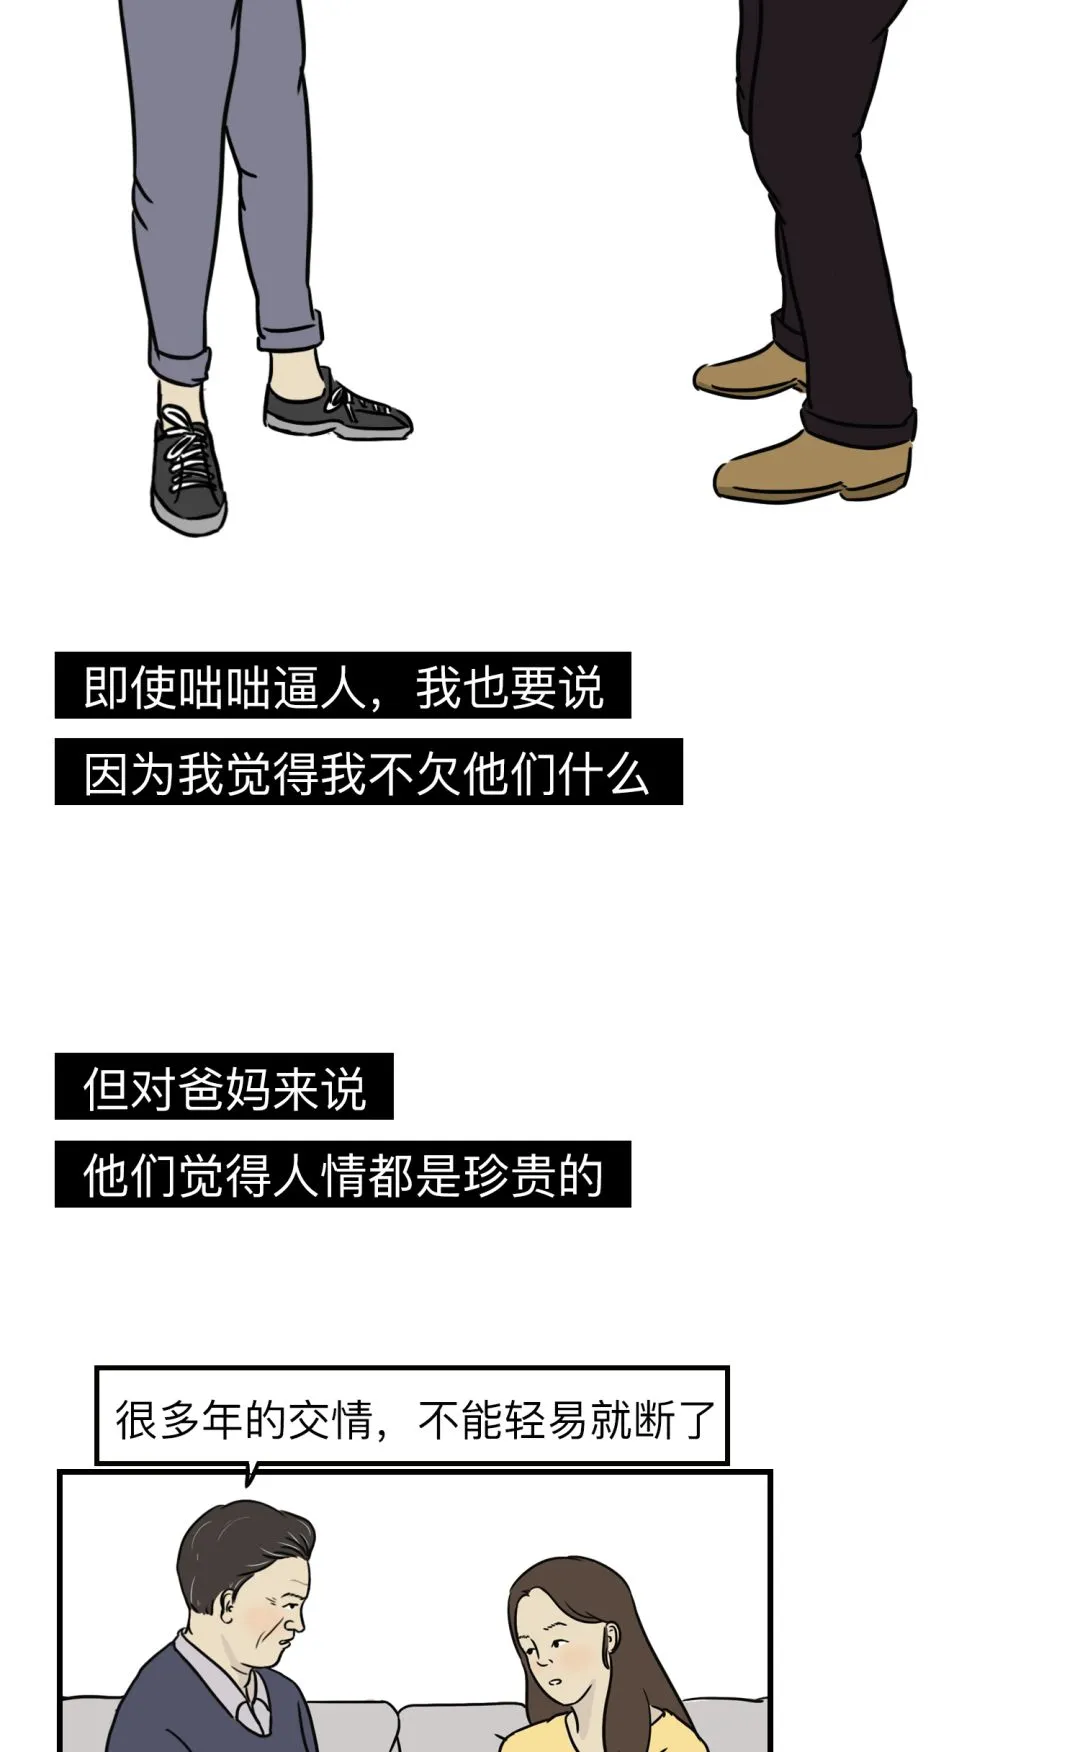 即使咄咄逼人，我也要说
因为我觉得我不欠他们什么
但对爸妈来说
他们觉得人情都是珍贵的
很多年的交情，不能轻易就断了